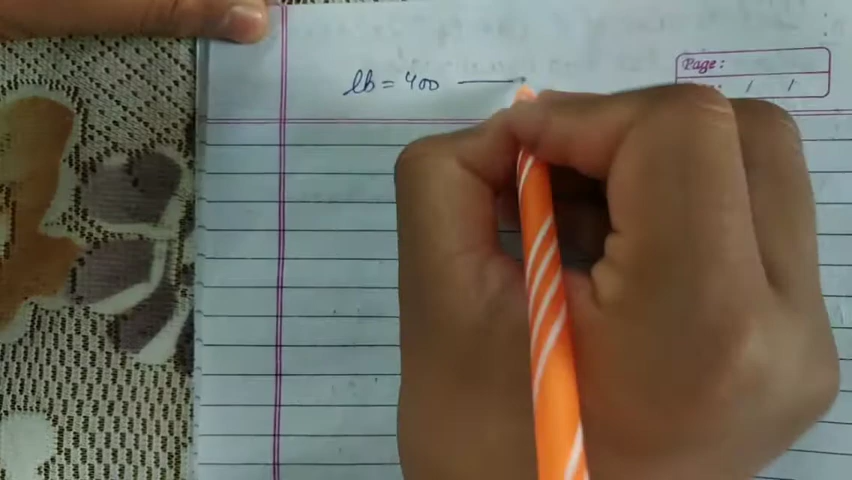 lb = 400 —
Page :
/ /